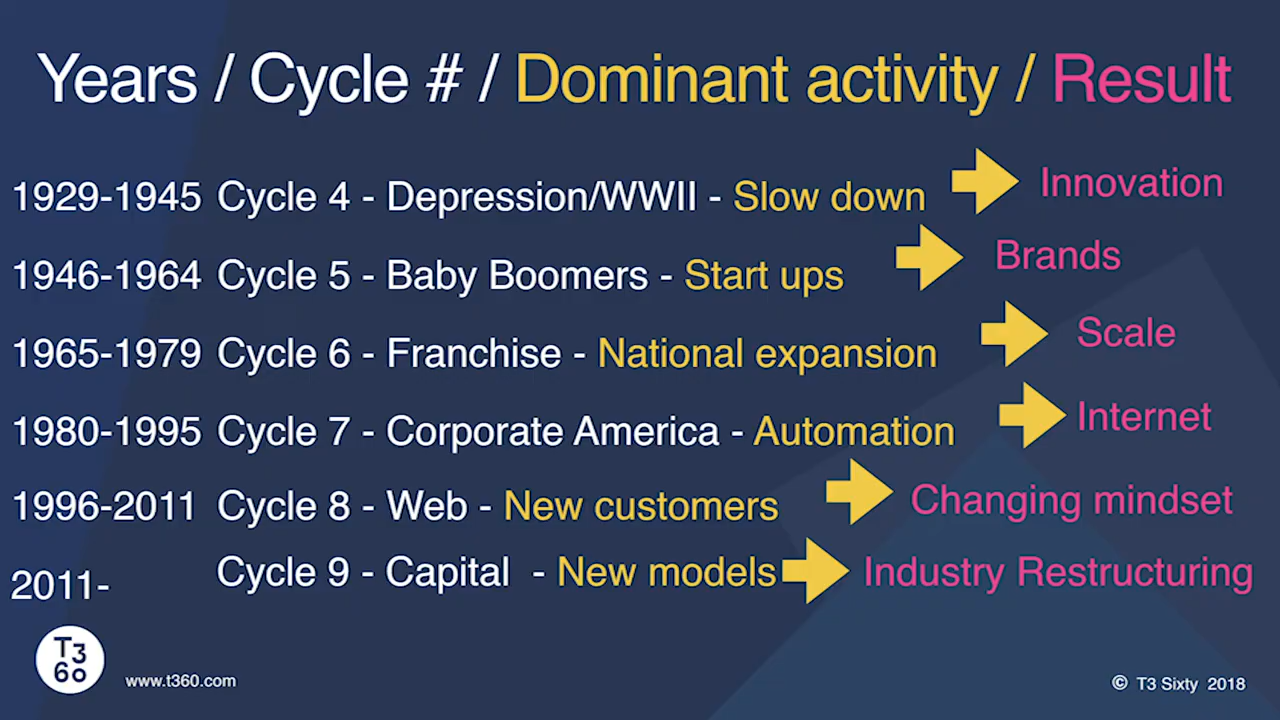 Years / Cycle # / Dominant activity / Result
1929-1945 Cycle 4 - Depression/WWII - Slow down Innovation
1946-1964 Cycle 5 - Baby Boomers - Start ups Brands
1965-1979 Cycle 6 - Franchise - National expansion Scale
1980-1995 Cycle 7 - Corporate America - Automation Internet
1996-2011 Cycle 8 - Web - New customers Changing mindset
2011- Cycle 9 - Capital - New models Industry Restructuring
T3
60
www.t360.com
© T3 Sixty 2018